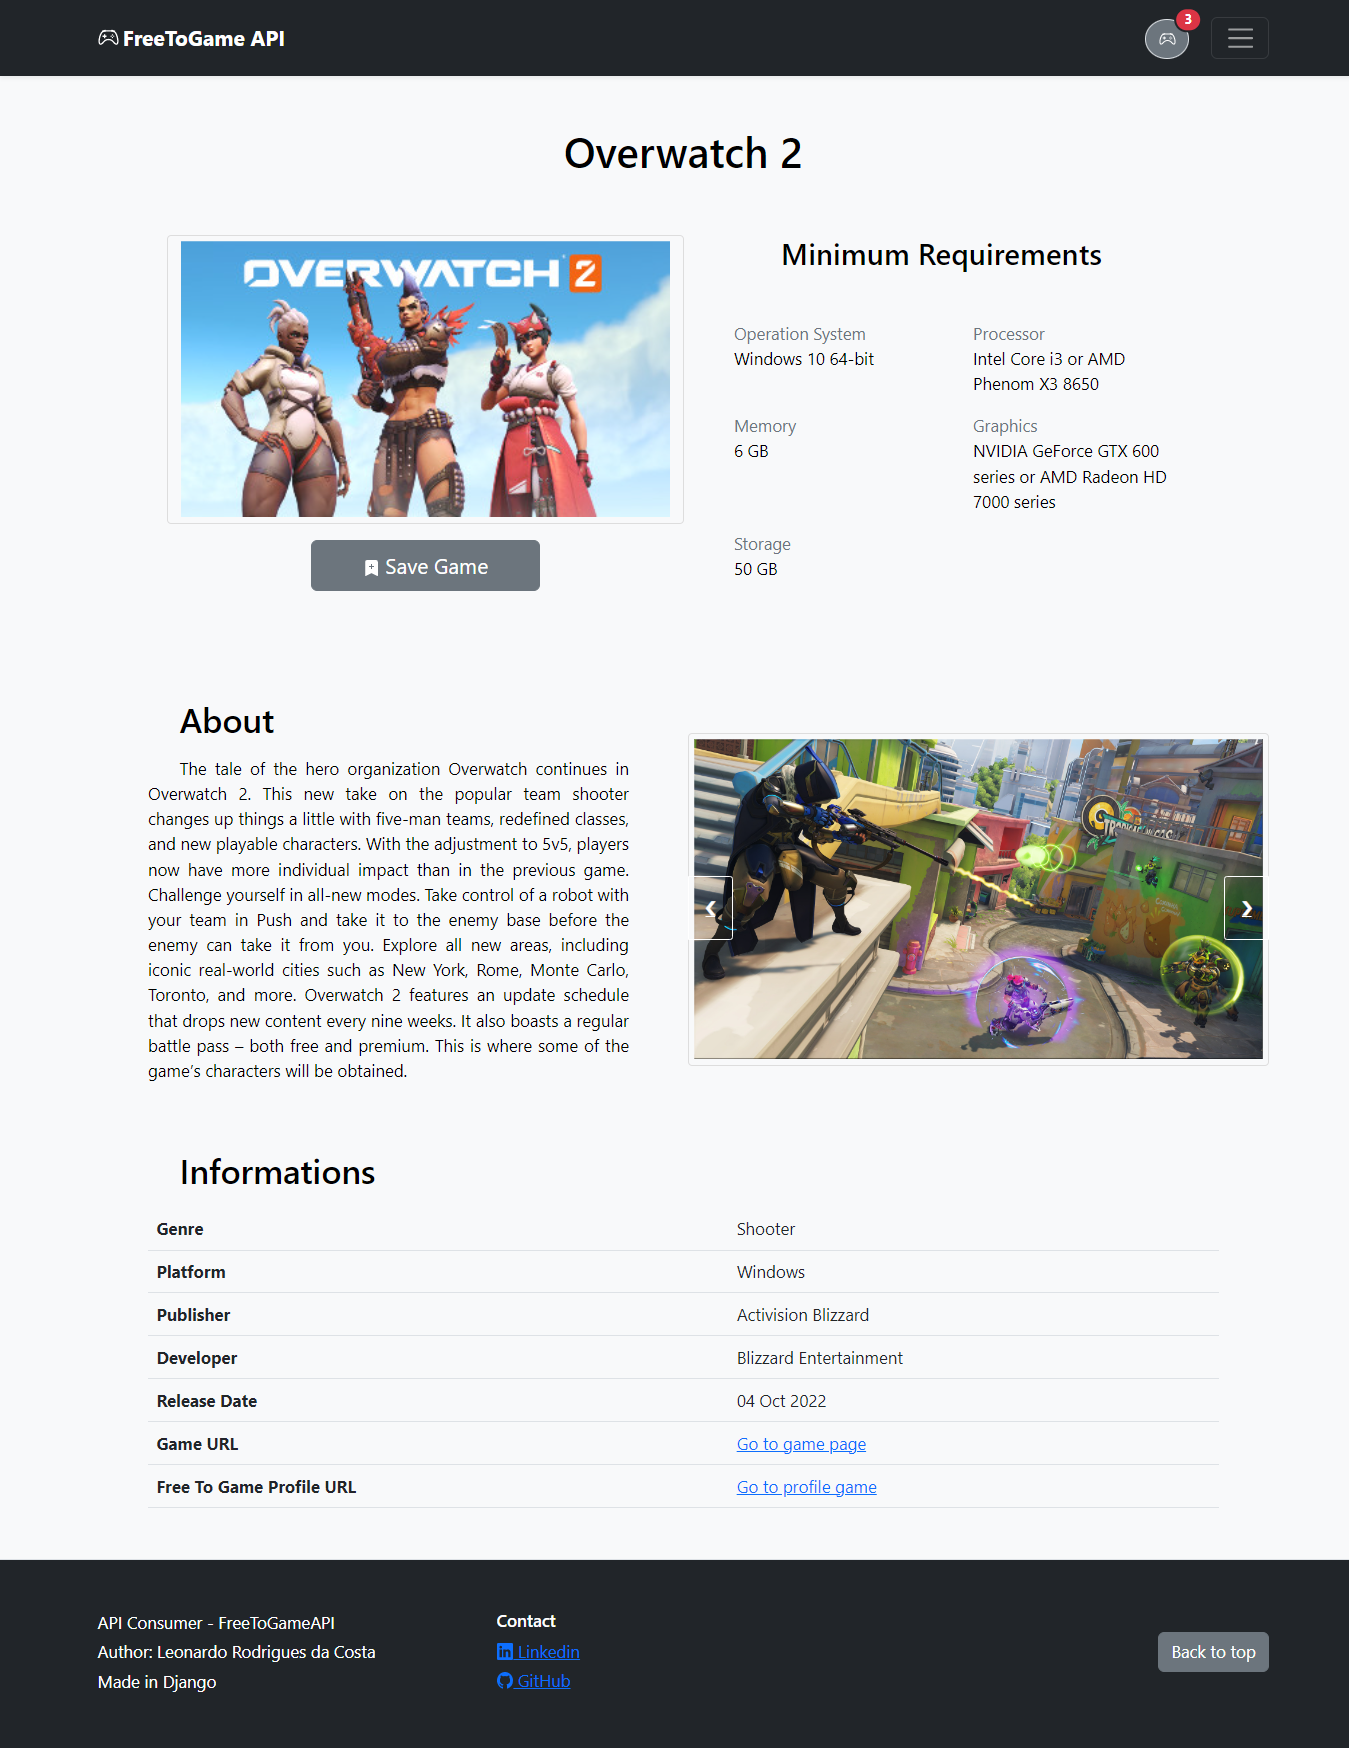 FreeToGame API
3
Overwatch 2
OVERWATCH 2
Save Game
Minimum Requirements
Operation System
Windows 10 64-bit
Processor
Intel Core i3 or AMD
Phenom X3 8650
Memory
6 GB
Graphics
NVIDIA GeForce GTX 600
series or AMD Radeon HD
7000 series
Storage
50 GB
About
The tale of the hero organization Overwatch continues in
Overwatch 2. This new take on the popular team shooter
changes up things a little with five-man teams, redefined classes,
and new playable characters. With the adjustment to 5v5, players
now have more individual impact than in the previous game.
Challenge yourself in all-new modes. Take control of a robot with
your team in Push and take it to the enemy base before the
enemy can take it from you. Explore all new areas, including
iconic real-world cities such as New York, Rome, Monte Carlo,
Toronto, and more. Overwatch 2 features an update schedule
that drops new content every nine weeks. It also boasts a regular
battle pass – both free and premium. This is where some of the
game’s characters will be obtained.
Informations
Genre Shooter
Platform Windows
Publisher Activision Blizzard
Developer Blizzard Entertainment
Release Date 04 Oct 2022
Game URL Go to game page
Free To Game Profile URL Go to profile game
API Consumer - FreeToGameAPI
Author: Leonardo Rodrigues da Costa
Made in Django
Contact
Linkedin
GitHub
Back to top